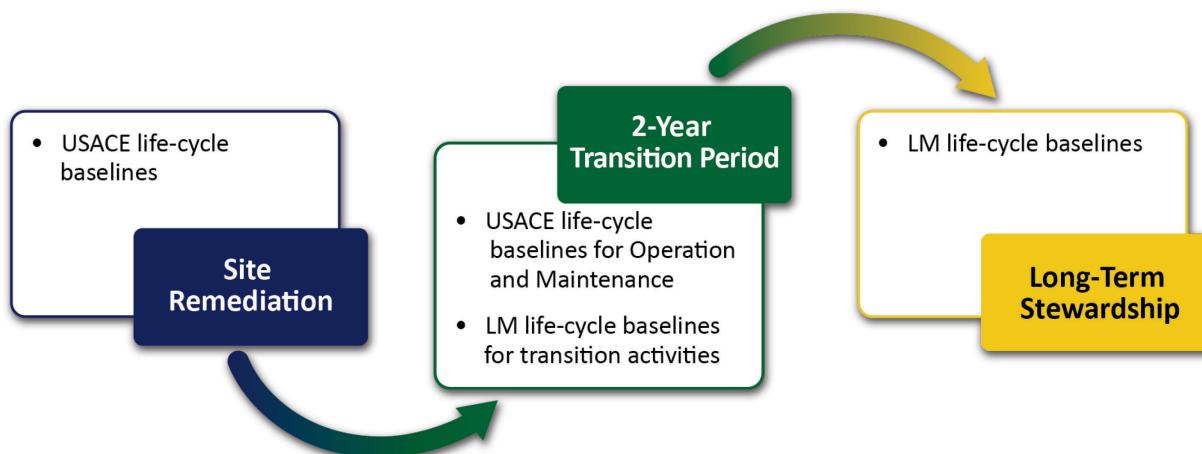 • USACE life-cycle
baselines
Site
Remediation
2-Year
Transition Period
• USACE life-cycle
baselines for Operation
and Maintenance
• LM life-cycle baselines
for transition activities
• LM life-cycle baselines
Long-Term
Stewardship